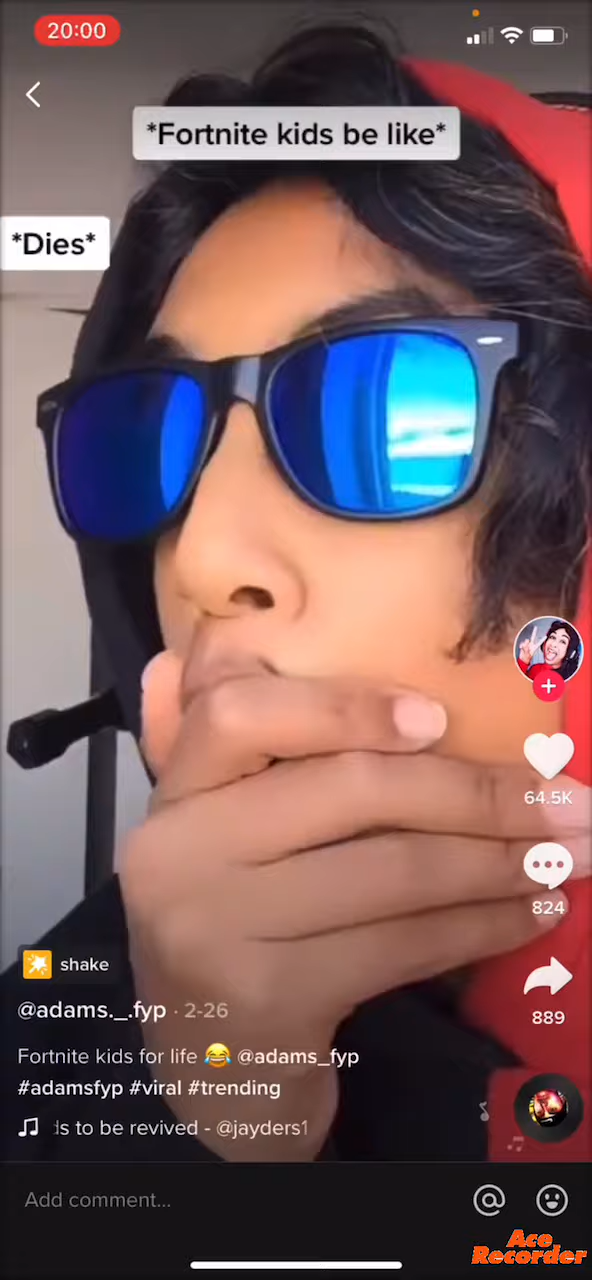 20:00
*Fortnite kids be like*
*Dies*
64.5K
824
889
shake
@adams._.fyp · 2-26
Fortnite kids for life 😂 @adams_fyp
#adamsfyp #viral #trending
to be revived - @jayders1
Add comment...
Ace
Recorder